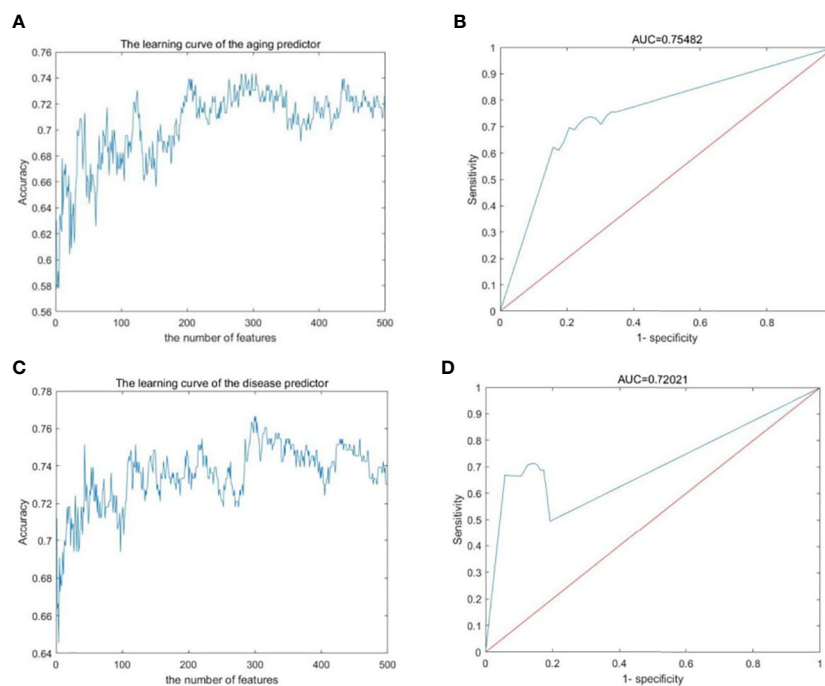 A
The learning curve of the aging predictor
0.76
0.74
0.72
0.7
0.68
0.66
0.64
0.62
0.6
0.58
0.56
Accuracy
0 100 200 300 400 500
the number of features
B
AUC=0.75482
1
0.9
0.8
0.7
0.6
0.5
0.4
0.3
0.2
0.1
0
Sensitivity
0 0.2 0.4 0.6 0.8
1- specificity
C
The learning curve of the disease predictor
0.78
0.76
0.74
0.72
0.7
0.68
0.66
0.64
Accuracy
0 100 200 300 400 500
the number of features
D
AUC=0.72021
1
0.9
0.8
0.7
0.6
0.5
0.4
0.3
0.2
0.1
0
Sensitivity
0 0.2 0.4 0.6 0.8 1
1- specificity